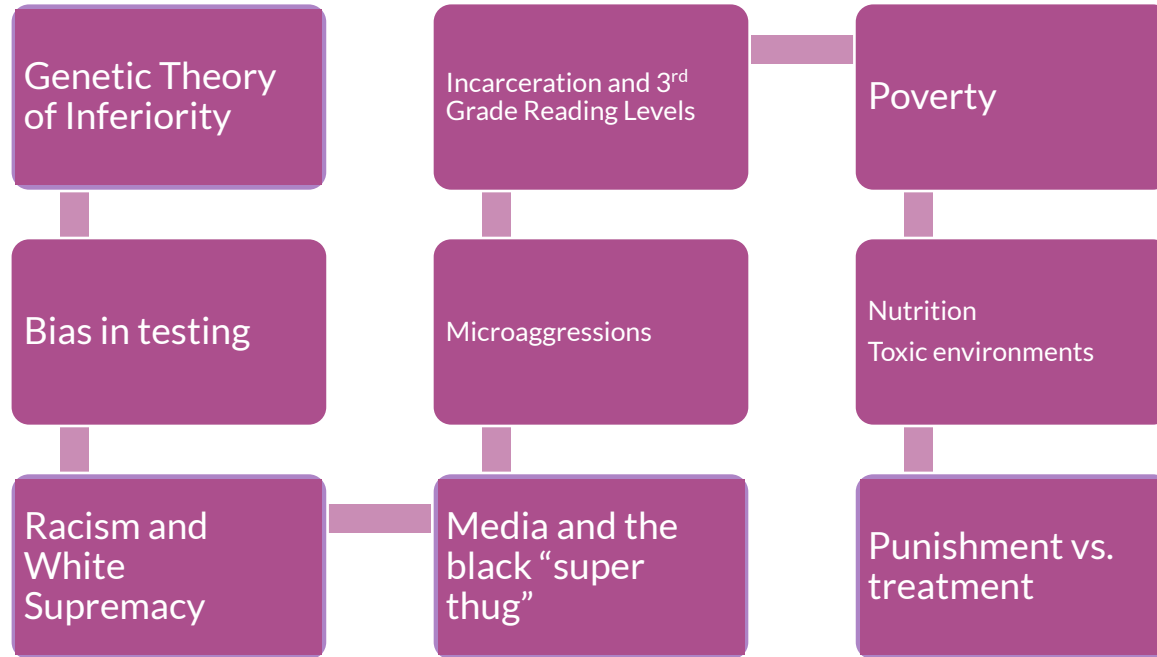 Genetic Theory
of Inferiority
Bias in testing
Racism and
White
Supremacy
Media and the
black “super
thug”
Microaggressions
Incarceration and 3rd
Grade Reading Levels
Poverty
Nutrition
Toxic environments
Punishment vs.
treatment